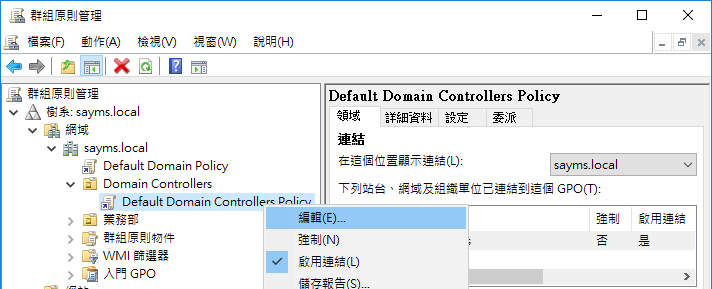 群組原則管理
檔案(F) 動作(A) 檢視(V) 視窗(W) 說明(H)
群組原則管理
樹系: sayms.local
網域
sayms.local
Default Domain Policy
Domain Controllers
Default Domain Controllers Policy
業務部
群組原則物件
WMI 篩選器
入門 GPO
Default Domain Controllers Policy
領域 詳細資料 設定 委派
連結
在這個位置顯示連結(L): sayms.local
下列站台、網域及組織單位已連結到這個 GPO(T):
強制 啟用連結
s 否 是
編輯(E)...
強制(N)
啟用連結(L)
儲存報告(S)...